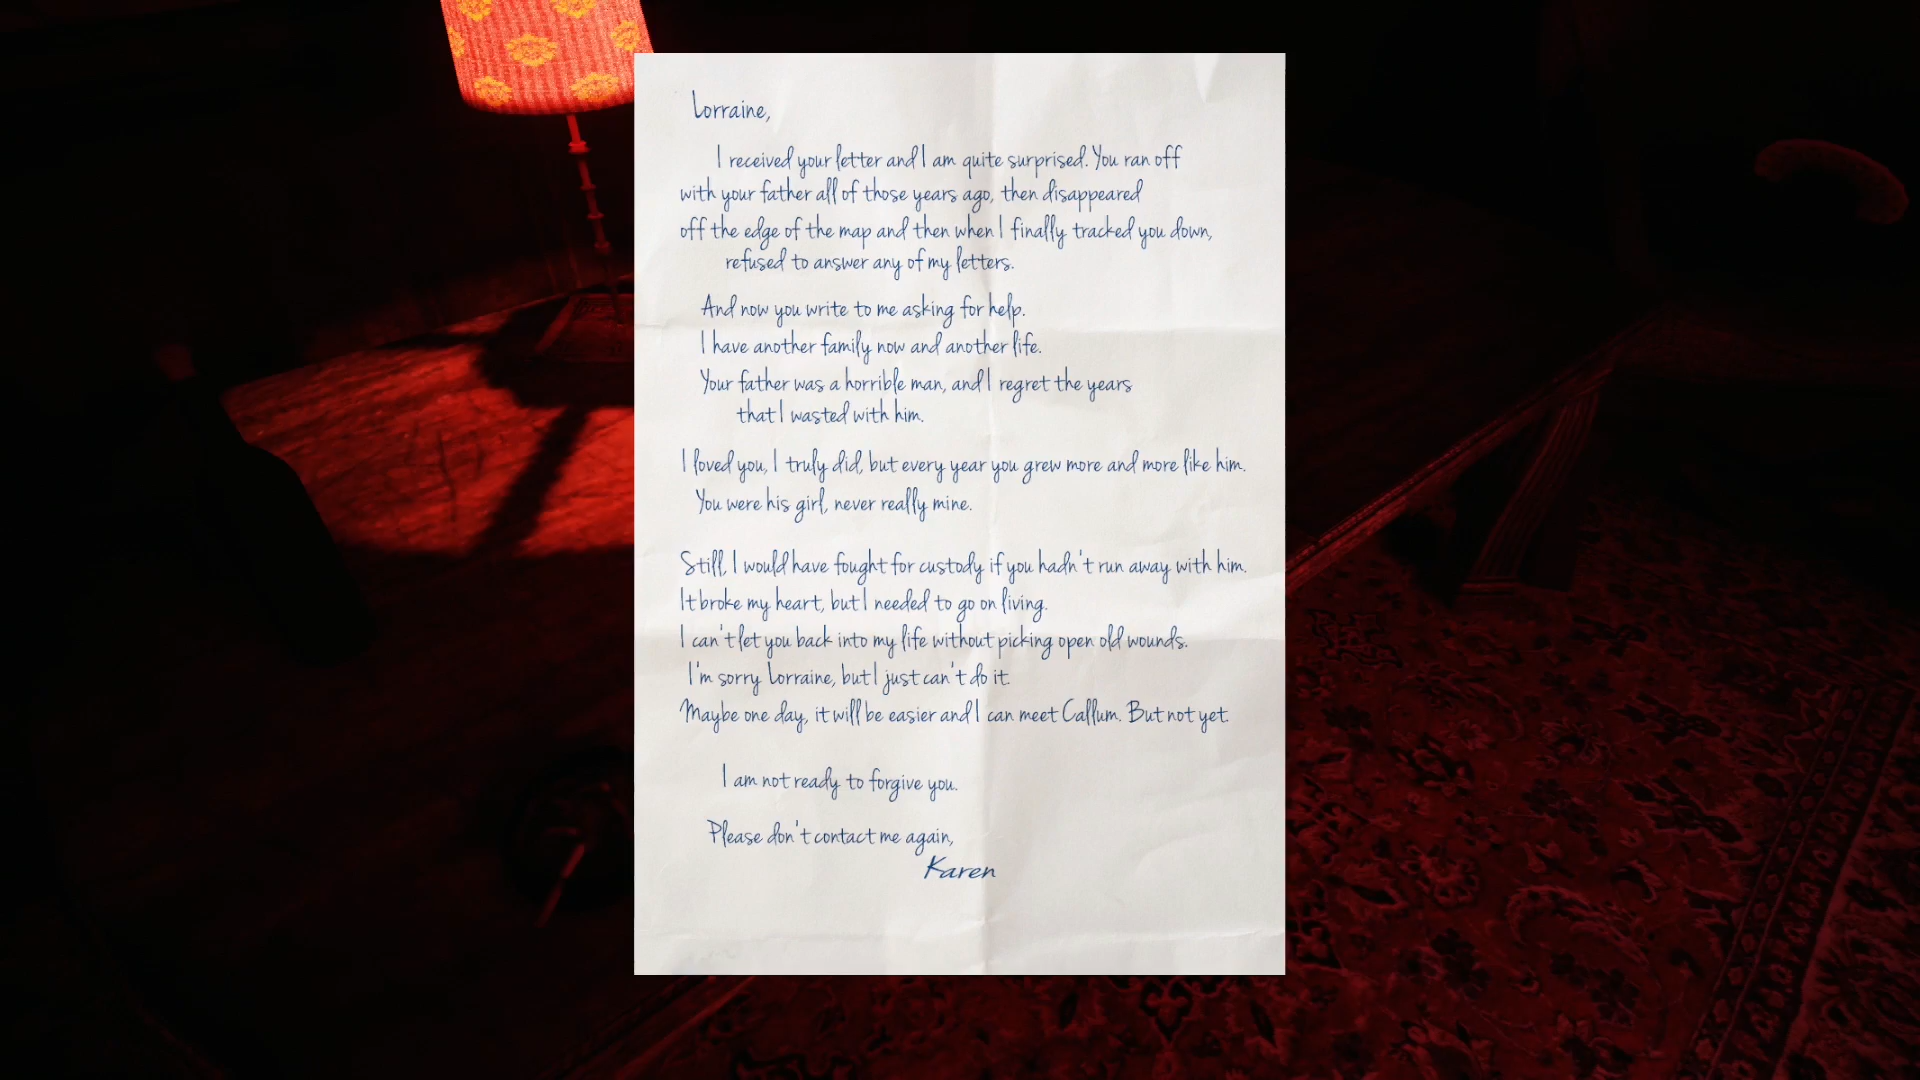 Lorraine,
I received your letter and I am quite surprised. You ran off
with your father all of those years ago, then disappeared
off the edge of the map and then when I finally tracked you down,
refused to answer any of my letters.
And now you write to me asking for help.
I have another family now and another life.
Your father was a horrible man, and I regret the years
that I wasted with him.
I loved you, I truly did, but every year you grew more and more like him.
You were his girl, never really mine.
Still, I would have fought for custody if you hadn't run away with him.
It broke my heart, but I needed to go on living.
I can't let you back into my life without picking open old wounds.
I'm sorry Lorraine, but I just can't do it.
Maybe one day, it will be easier and I can meet Callum. But not yet.
I am not ready to forgive you.
Please don't contact me again,
Karen